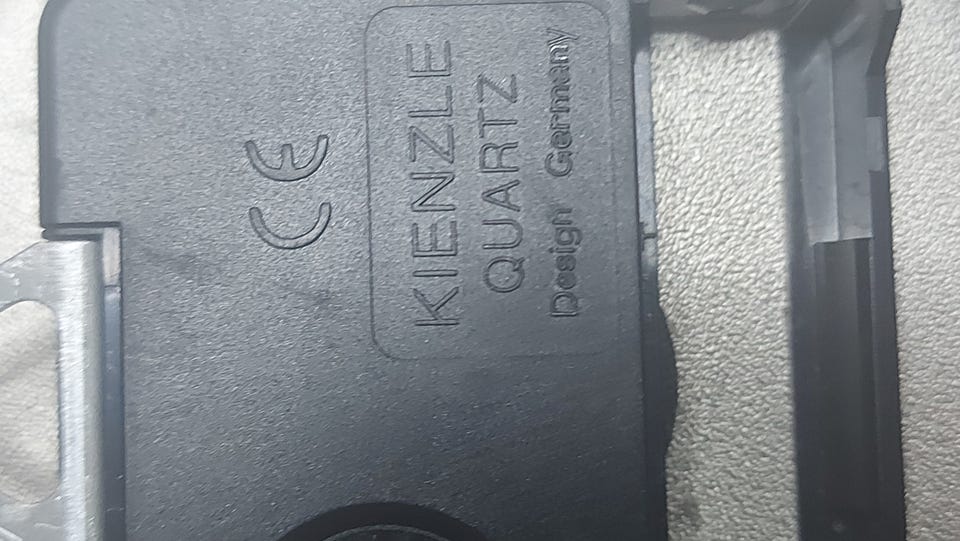 CE
KIENZLE
QUARTZ
Design Germany